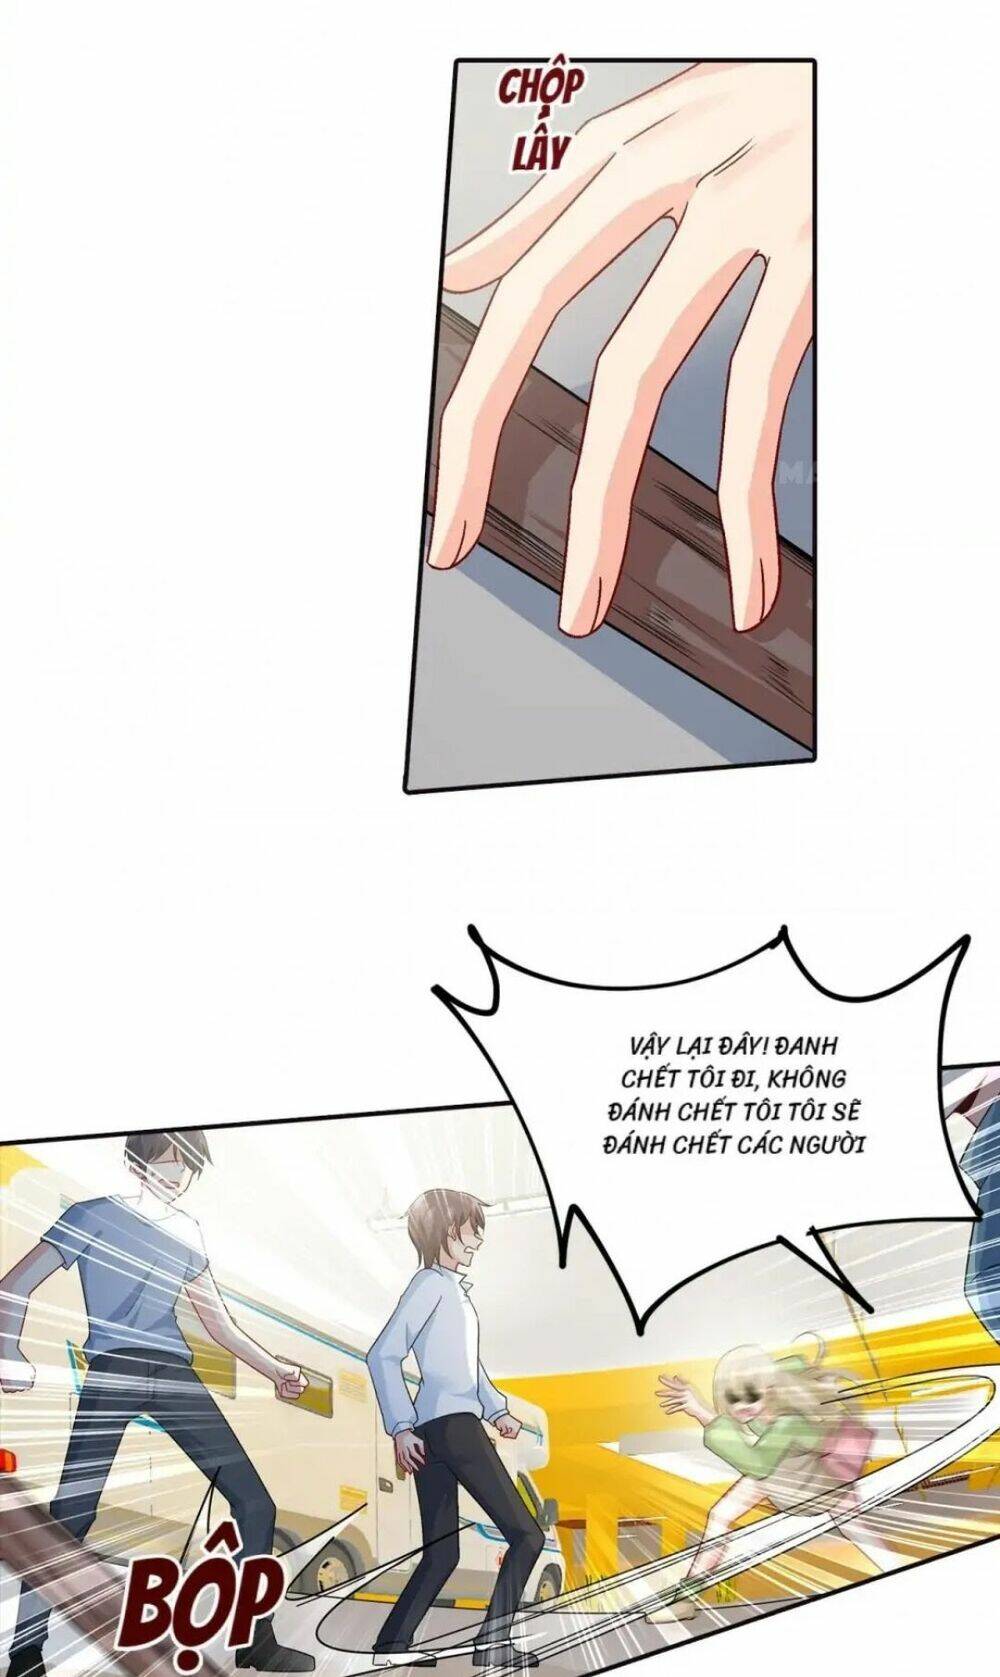 CHỘP
LẤY
MA
VẬY LẠI ĐÂY! ĐANH
CHẾT TÔI ĐI, KHÔNG
ĐÁNH CHẾT TÔI TÔI SẼ
ĐÁNH CHẾT CÁC NGƯỜI
BỘP